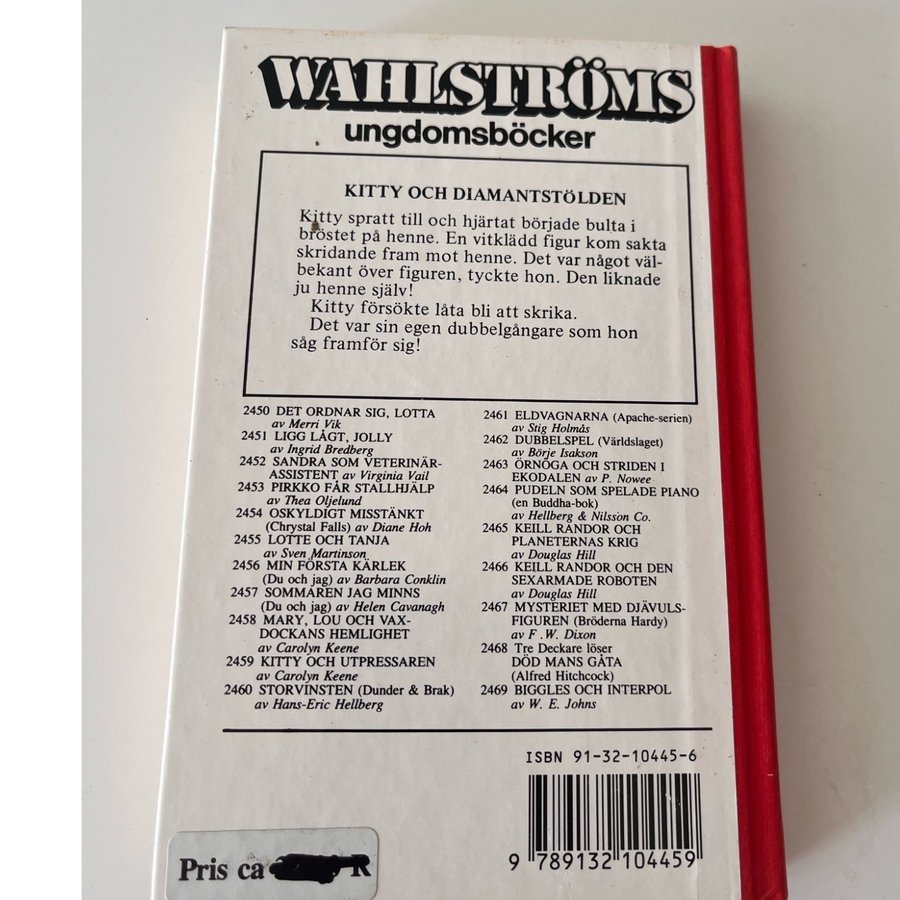 WAHLSTRÖMS
ungdomsböcker
KITTY OCH DIAMANTSTÖLDEN
Kitty spratt till och hjärtat började bulta i
bröstet på henne. En vitklädd figur kom sakta
skridande fram mot henne. Det var något väl-
bekant över figuren, tyckte hon. Den liknade
ju henne själv!
Kitty försökte låta bli att skrika.
Det var sin egen dubbelgångare som hon
såg framför sig!
2450 DET ORDNAR SIG, LOTTA
av Merri Vik
2451 LIGG LÅGT, JOLLY
av Ingrid Bredberg
2452 SANDRA SOM VETERINÄR-
ASSISTENT av Virginia Vail
2453 PIRKKO FÅR STALLHJÄLP
av Thea Oljelund
2454 OSKYLDIGT MISSTÄNKT
(Chrystal Falls) av Diane Hoh
2455 LOTTE OCH TANJA
av Sven Martinson
2456 MIN FÖRSTA KÄRLEK
(Du och jag) av Barbara Conklin
2457 SOMMAREN JAG MINNS
(Du och jag) av Helen Cavanagh
2458 MARY, LOU OCH VAX-
DOCKANS HEMLIGHET
av Carolyn Keene
2459 KITTY OCH UTPRESSAREN
av Carolyn Keene
2460 STORVINSTEN (Dunder & Brak)
av Hans-Eric Hellberg
2461 ELDVAGNARNA (Apache-serien)
av Stig Holmås
2462 DUBBELSPEL (Världslaget)
av Börje Isakson
2463 ÖRNÖGA OCH STRIDEN I
EKODALEN av P. Nowee
2464 PUDELN SOM SPELADE PIANO
(en Buddha-bok)
av Hellberg & Nilsson Co.
2465 KEILL RANDOR OCH
PLANETERNAS KRIG
av Douglas Hill
2466 KEILL RANDOR OCH DEN
SEXARMADE ROBOTEN
av Douglas Hill
2467 MYSTERIET MED DJÄVULS-
FIGUREN (Bröderna Hardy)
av F. W. Dixon
2468 Tre Deckare löser
DÖD MANS GÅTA
(Alfred Hitchcock)
2469 BIGGLES OCH INTERPOL
av W. E. Johns
ISBN 91-32-10445-6
9 789132 104459
Pris ca R